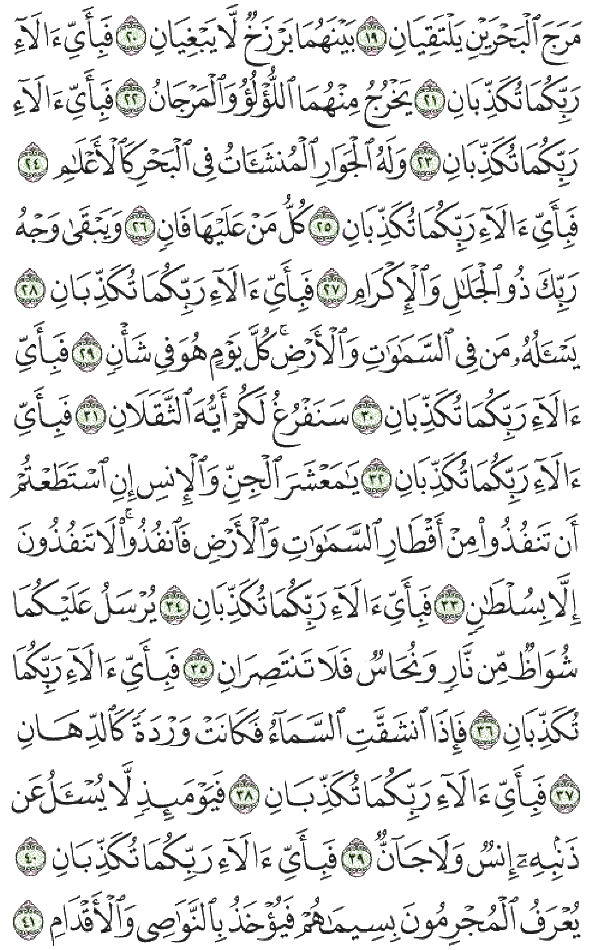 مَرَجَ ٱلْبَحْرَيْنِ يَلْتَقِيَانِ ١٩ بَيْنَهُمَا بَرْزَخٌ لَّا يَبْغِيَانِ ٢٠ فَبِأَيِّ ءَالَآءِ
رَبِّكُمَا تُكَذِّبَانِ ٢١ يَخْرُجُ مِنْهُمَا ٱللُّؤْلُؤُ وَٱلْمَرْجَانُ ٢٢ فَبِأَيِّ ءَالَآءِ
رَبِّكُمَا تُكَذِّبَانِ ٢٣ وَلَهُ ٱلْجَوَارِ ٱلْمُنشَـَٔاتُ فِى ٱلْبَحْرِ كَٱلْأَعْلَٰمِ ٢٤
فَبِأَيِّ ءَالَآءِ رَبِّكُمَا تُكَذِّبَانِ ٢٥ كُلُّ مَنْ عَلَيْهَا فَانٍ ٢٦ وَيَبْقَىٰ وَجْهُ
رَبِّكَ ذُو ٱلْجَلَٰلِ وَٱلْإِكْرَامِ ٢٧ فَبِأَيِّ ءَالَآءِ رَبِّكُمَا تُكَذِّبَانِ ٢٨
يَسْـَٔلُهُۥ مَن فِى ٱلسَّمَٰوَٰتِ وَٱلْأَرْضِ ۚ كُلَّ يَوْمٍ هُوَ فِى شَأْنٍ ٢٩ فَبِأَيِّ
ءَالَآءِ رَبِّكُمَا تُكَذِّبَانِ ٣٠ سَنَفْرُغُ لَكُمْ أَيُّهَ ٱلثَّقَلَانِ ٣١ فَبِأَيِّ
ءَالَآءِ رَبِّكُمَا تُكَذِّبَانِ ٣٢ يَٰمَعْشَرَ ٱلْجِنِّ وَٱلْإِنسِ إِنِ ٱسْتَطَعْتُمْ
أَن تَنفُذُوا۟ مِنْ أَقْطَارِ ٱلسَّمَٰوَٰتِ وَٱلْأَرْضِ فَٱنفُذُوا۟ ۚ لَا تَنفُذُونَ
إِلَّا بِسُلْطَٰنٍ ٣٣ فَبِأَيِّ ءَالَآءِ رَبِّكُمَا تُكَذِّبَانِ ٣٤ يُرْسَلُ عَلَيْكُمَا
شُوَاظٌ مِّن نَّارٍ وَنُحَاسٌ فَلَا تَنتَصِرَانِ ٣٥ فَبِأَيِّ ءَالَآءِ رَبِّكُمَا
تُكَذِّبَانِ ٣٦ فَإِذَا ٱنشَقَّتِ ٱلسَّمَآءُ فَكَانَتْ وَرْدَةً كَٱلدِّهَانِ
٣٧ فَبِأَيِّ ءَالَآءِ رَبِّكُمَا تُكَذِّبَانِ ٣٨ فَيَوْمَئِذٍ لَّا يُسْـَٔلُ عَن
ذَنۢبِهِۦٓ إِنسٌ وَلَا جَآنٌّ ٣٩ فَبِأَيِّ ءَالَآءِ رَبِّكُمَا تُكَذِّبَانِ ٤٠
يُعْرَفُ ٱلْمُجْرِمُونَ بِسِيمَٰهُمْ فَيُؤْخَذُ بِٱلنَّوَٰصِى وَٱلْأَقْدَامِ ٤١